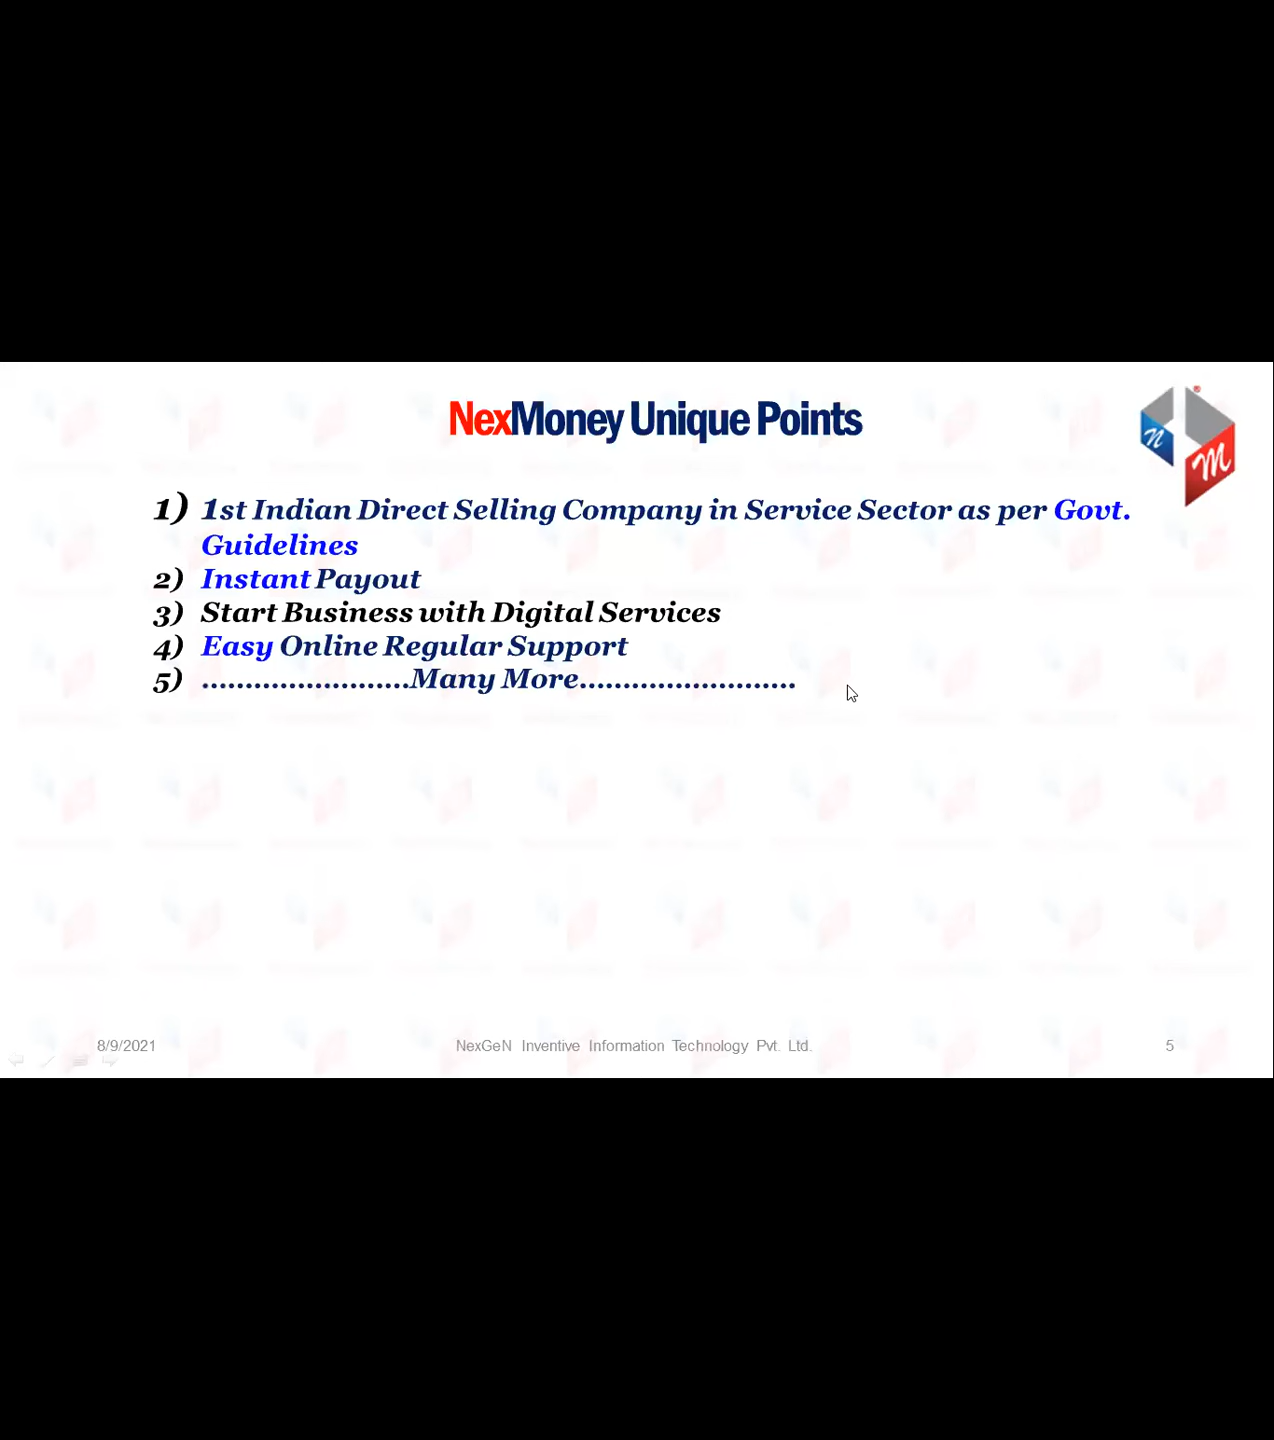 NexMoney Unique Points
®
n
m
1) 1st Indian Direct Selling Company in Service Sector as per Govt.
Guidelines
2) Instant Payout
3) Start Business with Digital Services
4) Easy Online Regular Support
5) ........................Many More.........................
8/9/2021
NexGeN Inventive Information Technology Pvt. Ltd.
5